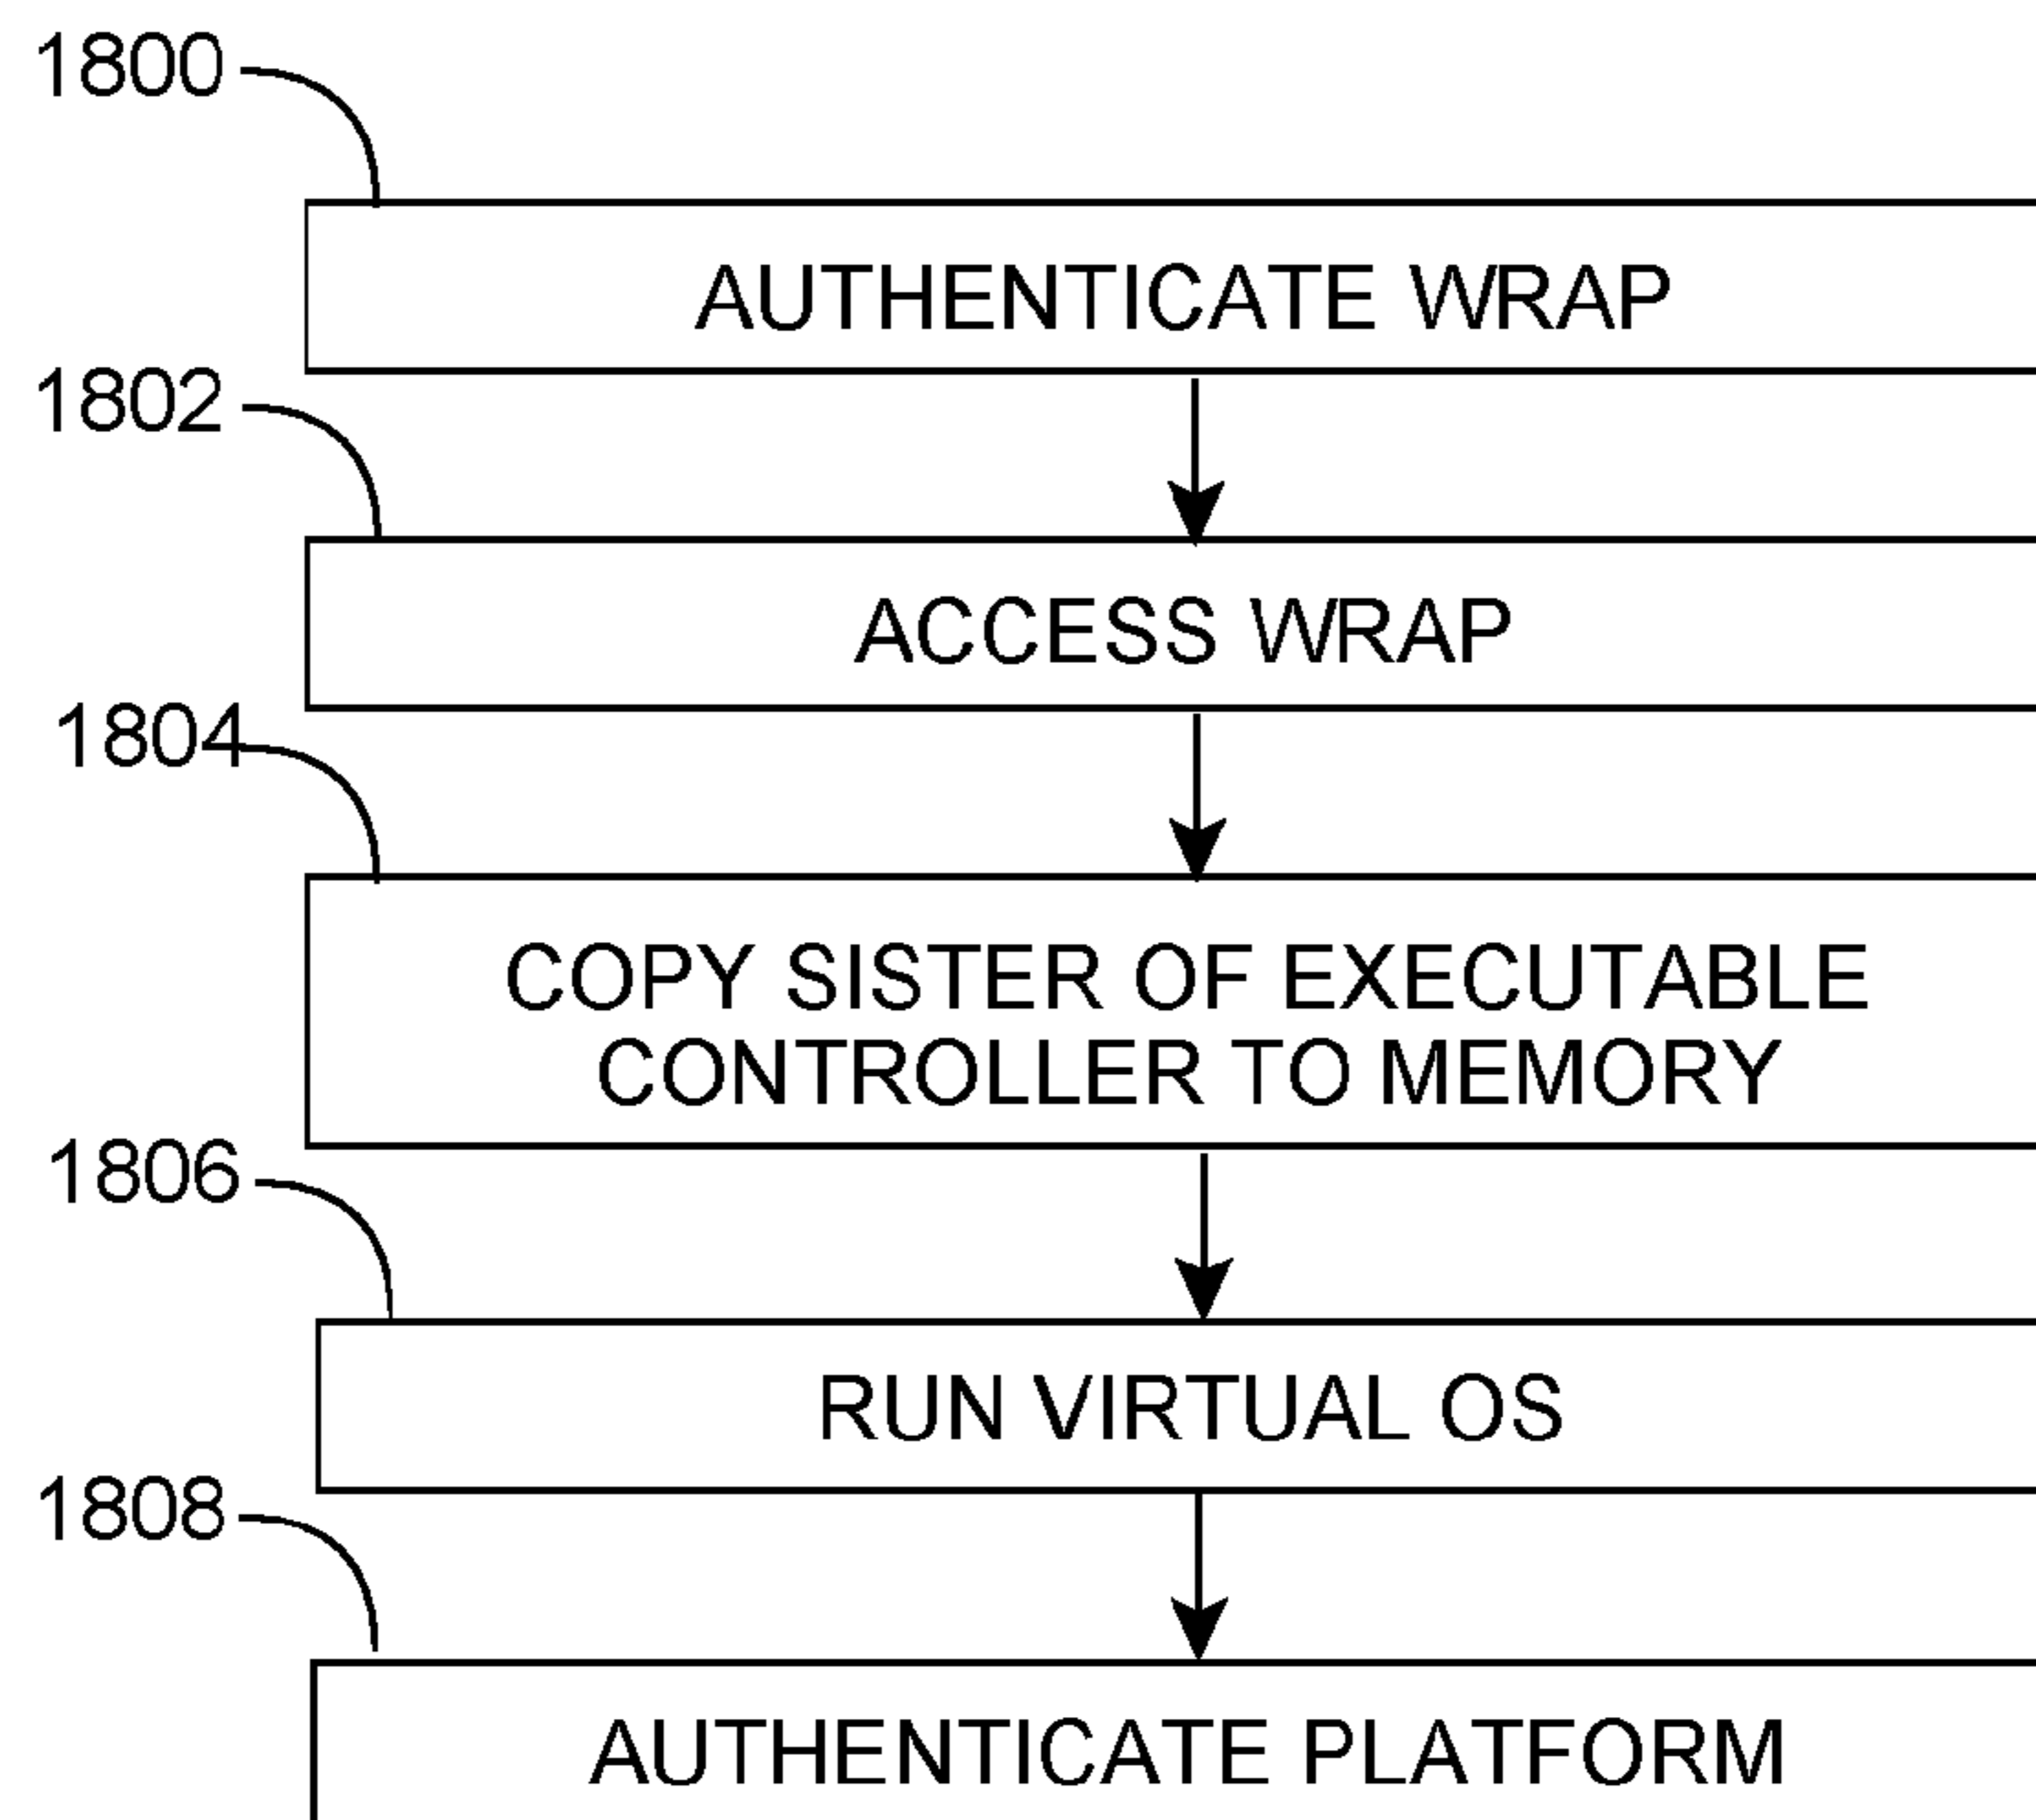 1800
AUTHENTICATE WRAP
1802
ACCESS WRAP
1804
COPY SISTER OF EXECUTABLE
CONTROLLER TO MEMORY
1806
RUN VIRTUAL OS
1808
AUTHENTICATE PLATFORM